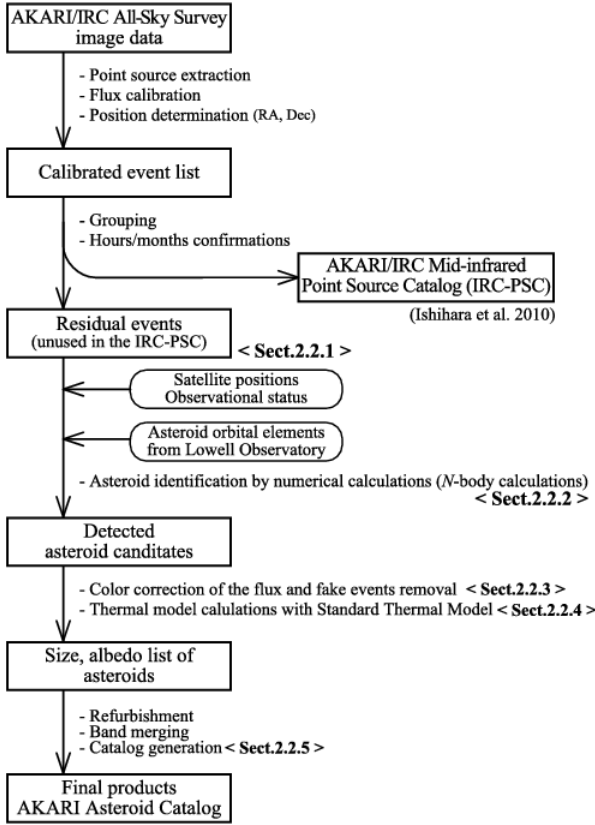 AKARI/IRC All-Sky Survey
image data
- Point source extraction
- Flux calibration
- Position determination (RA, Dec)
Calibrated event list
- Grouping
- Hours/months confirmations
AKARI/IRC Mid-infrared
Point Source Catalog (IRC-PSC)
(Ishihara et al. 2010)
Residual events
(unused in the IRC-PSC)
< Sect.2.2.1 >
Satellite positions
Observational status
Asteroid orbital elements
from Lowell Observatory
- Asteroid identification by numerical calculations (N-body calculations)
< Sect.2.2.2 >
Detected
asteroid canditates
- Color correction of the flux and fake events removal < Sect.2.2.3 >
- Thermal model calulations with Standard Thermal Model < Sect.2.2.4 >
Size, albedo list of
asteroids
- Refurbishment
- Band merging
- Catalog generation < Sect.2.2.5 >
Final products
AKARI Asteroid Catalog